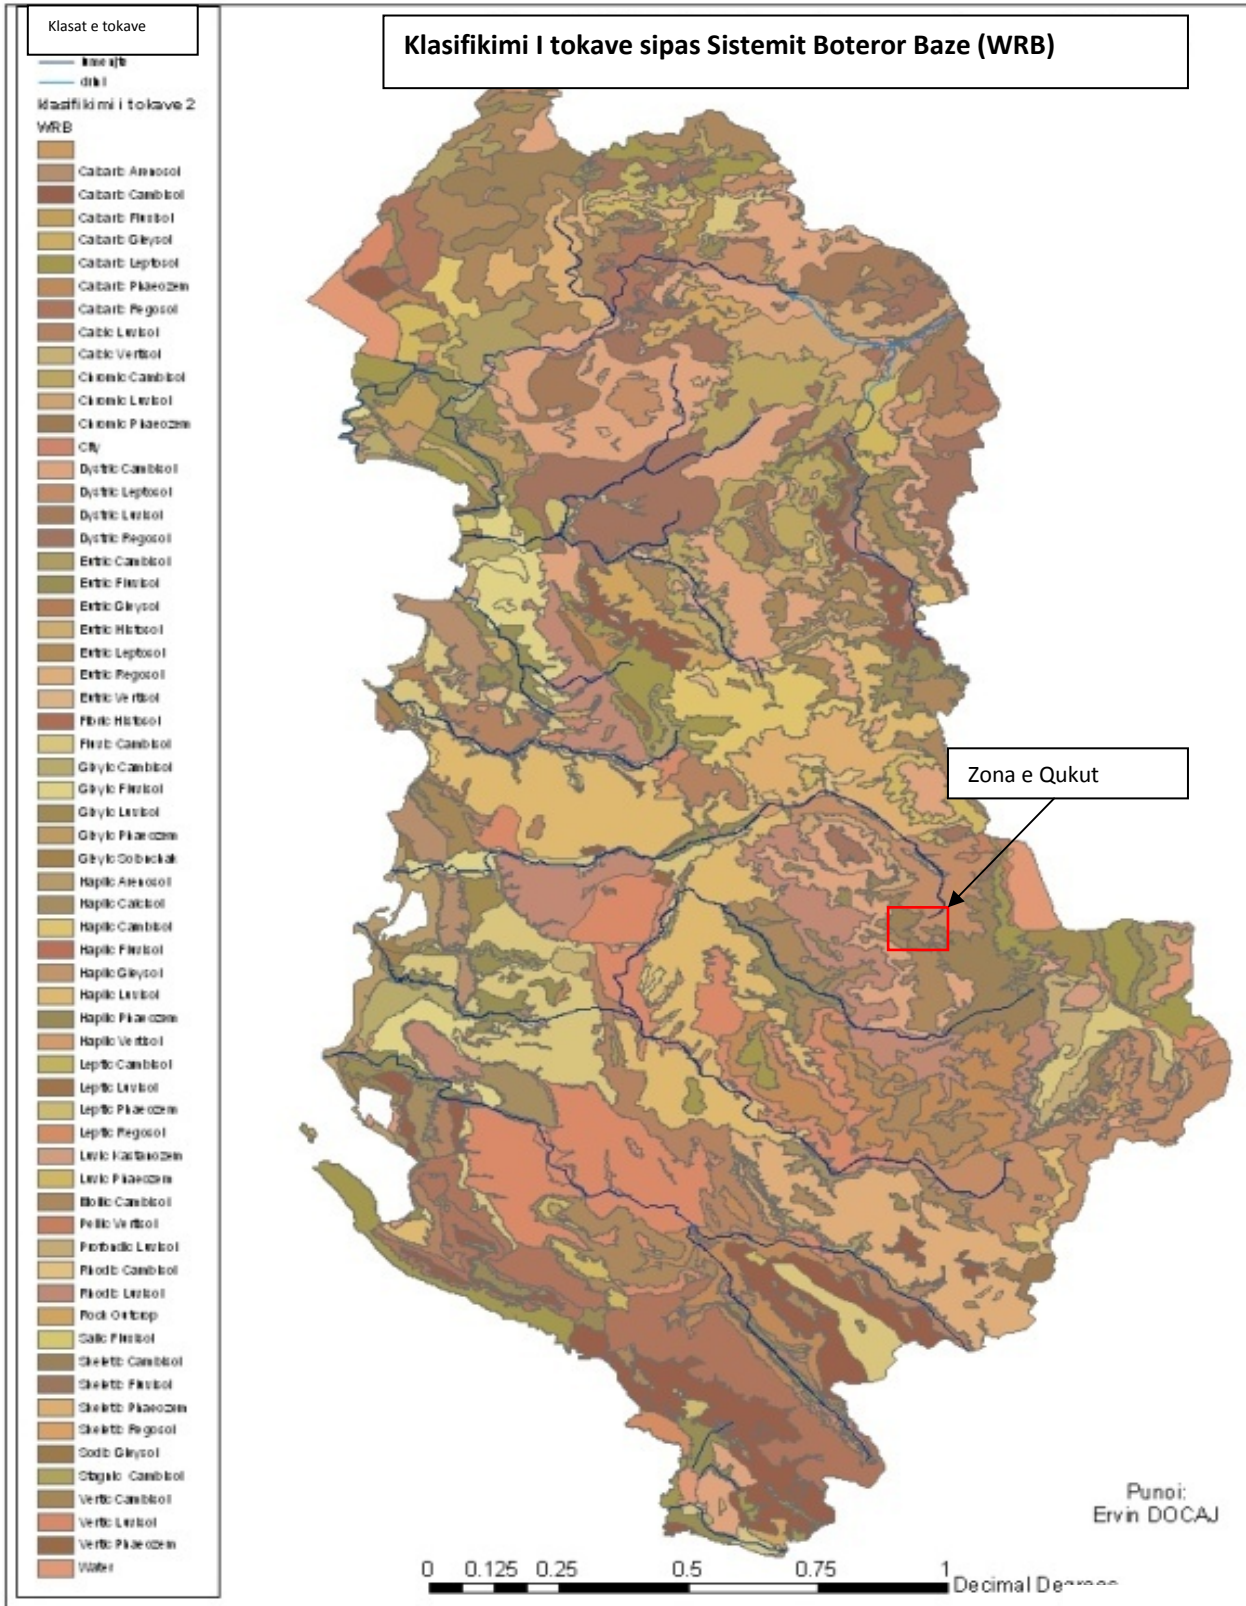 Klasat e tokave
Klasifikimi I tokave sipas Sistemit Boteror Baze (WRB)
klasifikimi i tokave 2
WRB
Calcaric Arenosol
Calcaric Cambisol
Calcaric Fluvisol
Calcaric Gleysol
Calcaric Leptosol
Calcaric Phaeozem
Calcaric Regosol
Calcic Luvisol
Calcic Vertisol
Chromic Cambisol
Chromic Luvisol
Chromic Phaeozem
City
Dystric Cambisol
Dystric Leptosol
Dystric Luvisol
Dystric Regosol
Eutric Cambisol
Eutric Fluvisol
Eutric Gleysol
Eutric Histosol
Eutric Leptosol
Eutric Regosol
Eutric Vertisol
Fibric Histosol
Fluvic Cambisol
Gleyic Cambisol
Gleyic Fluvisol
Gleyic Luvisol
Gleyic Phaeozem
Gleyic Solonchak
Haplic Arenosol
Haplic Calcisol
Haplic Cambisol
Haplic Fluvisol
Haplic Gleysol
Haplic Luvisol
Haplic Phaeozem
Haplic Vertisol
Leptic Cambisol
Leptic Luvisol
Leptic Phaeozem
Leptic Regosol
Luvic Kastanozem
Luvic Phaeozem
Mollic Cambisol
Pellic Vertisol
Profondic Luvisol
Rhodic Cambisol
Rhodic Luvisol
Rock Outcrop
Salic Fluvisol
Skeletic Cambisol
Skeletic Fluvisol
Skeletic Phaeozem
Skeletic Regosol
Sodic Gleysol
Stagnic Cambisol
Vertic Cambisol
Vertic Luvisol
Vertic Phaeozem
Water
Zona e Qukut
Punoi:
Ervin DOCAJ
0 0.125 0.25 0.5 0.75 1
Decimal Degrees